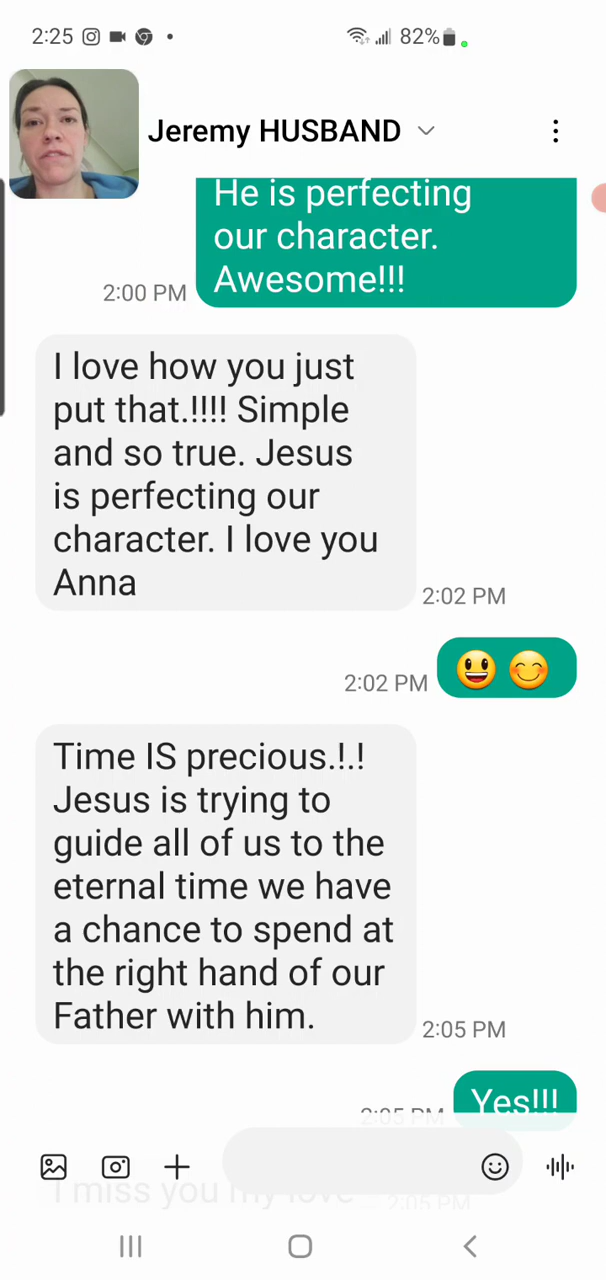 2:25
82%
Jeremy HUSBAND
He is perfecting
our character.
Awesome!!!
2:00 PM
I love how you just
put that.!!!! Simple
and so true. Jesus
is perfecting our
character. I love you
Anna
2:02 PM
2:02 PM
Time IS precious.!.!
Jesus is trying to
guide all of us to the
eternal time we have
a chance to spend at
the right hand of our
Father with him.
2:05 PM
Yes!!!
2:05 PM
I miss you my love
2:05 PM